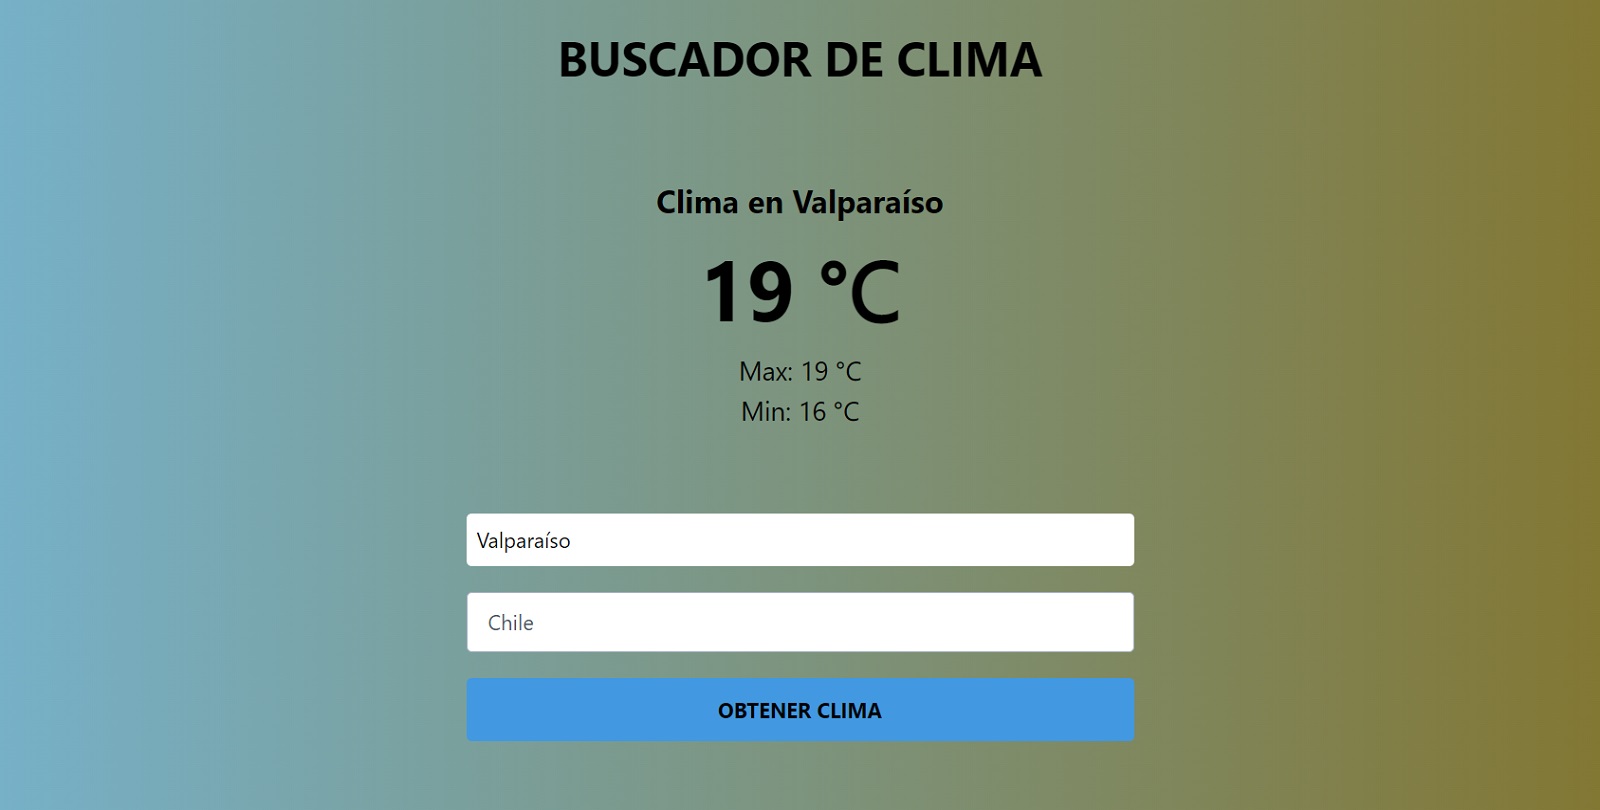 BUSCADOR DE CLIMA
Clima en Valparaíso
19 °C
Max: 19 °C
Min: 16 °C
Valparaíso
Chile
OBTENER CLIMA